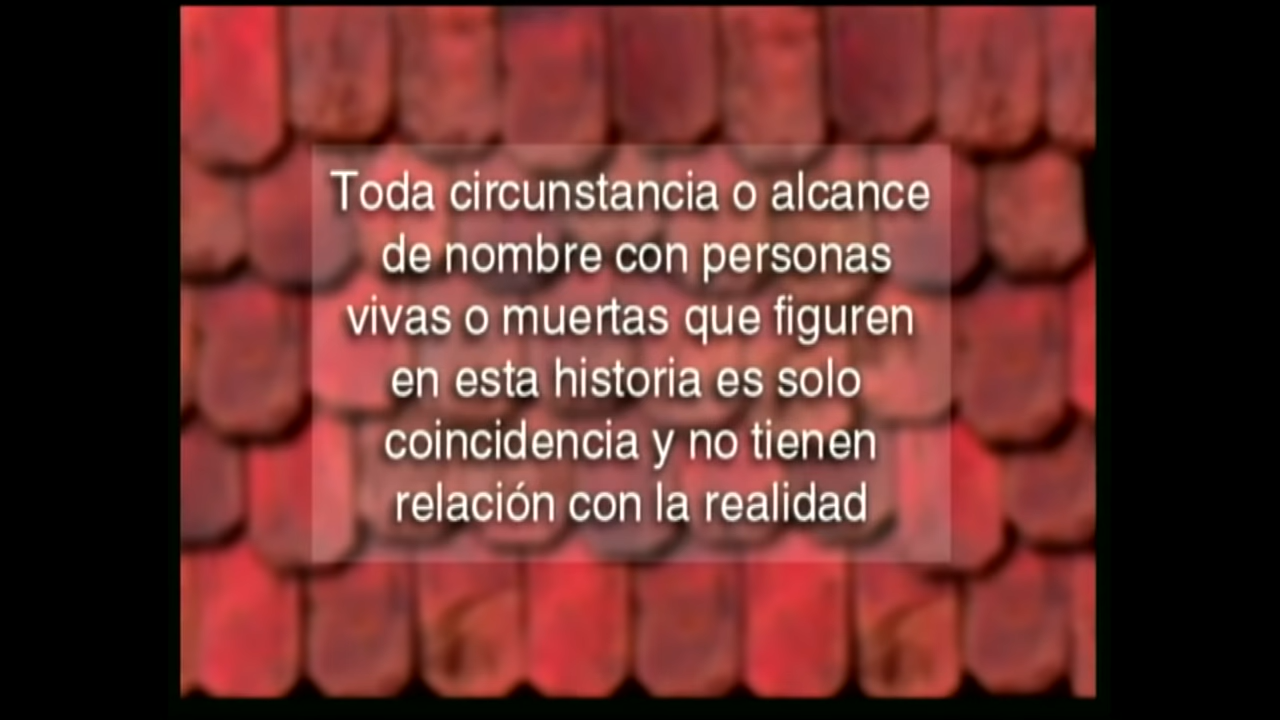 Toda circunstancia o alcance
de nombre con personas
vivas o muertas que figuren
en esta historia es solo
coincidencia y no tienen
relación con la realidad